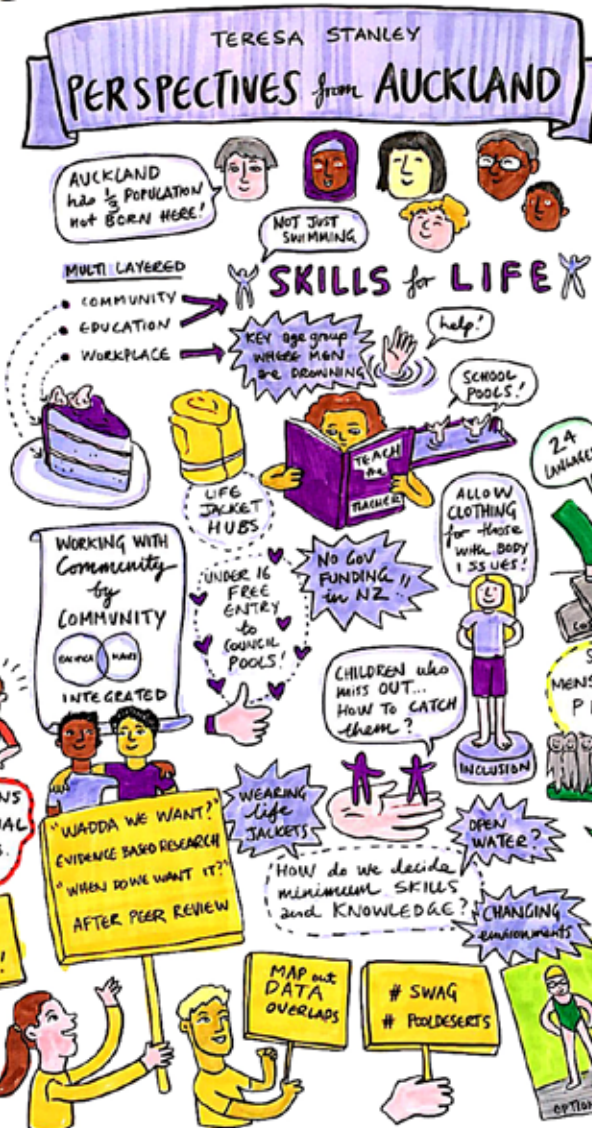 TERESA STANLEY
PERSPECTIVES from AUCKLAND
AUCKLAND
has 1/3 POPULATION
not BORN HERE!
NOT JUST
SWIMMING
MULTI LAYERED
SKILLS for LIFE
• COMMUNITY
• EDUCATION
• WORKPLACE
KEY age group
WHERE MEN
are DROWNING
help!
SCHOOL
POOLS!
TEACH
the
TEACHER
LIFE
JACKET
HUBS
24
LANGUAGES
ALLOW
CLOTHING
for those
with BODY
ISSUES!
WORKING WITH
Community
by
COMMUNITY
PACIFICA
MAORI
INTEGRATED
UNDER 16
FREE
ENTRY
to
COUNCIL
POOLS!
NO GOV
FUNDING
in NZ!!
CHILDREN who
miss OUT...
HOW TO CATCH
them?
INCLUSION
"WADDA WE WANT?"
EVIDENCE BASED RESEARCH
"WHEN DO WE WANT IT?"
AFTER PEER REVIEW
WEARING
life
JACKETS
OPEN
WATER?
HOW do we decide
minimum SKILLS
and KNOWLEDGE?
CHANGING
environments
MAP out
DATA
OVERLAPS
# SWAG
# POOLDESERTS
OPTION